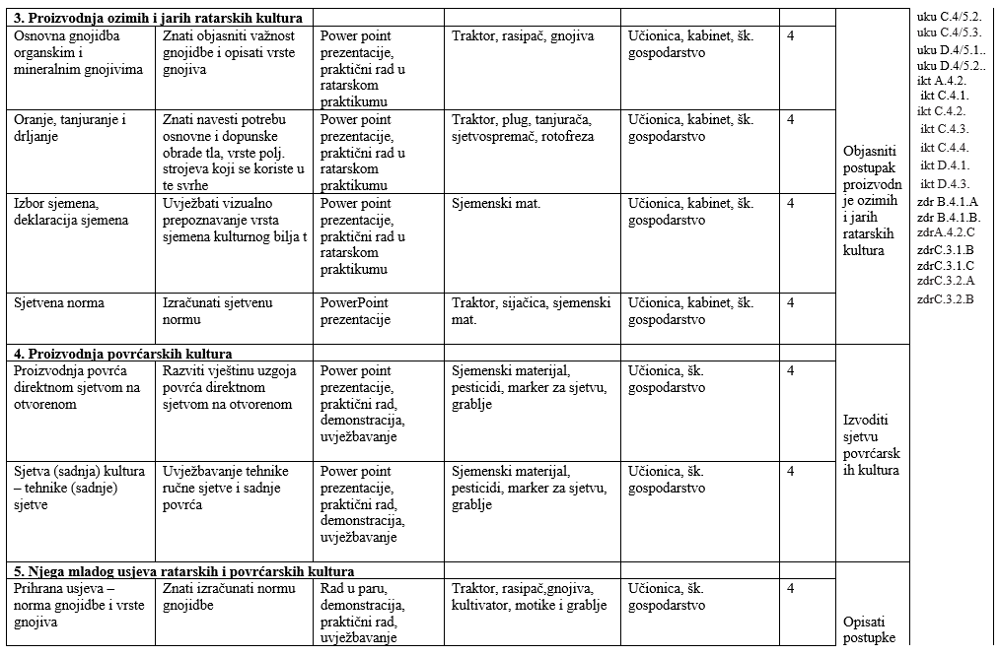 3. Proizvodnja ozimih i jarih ratarskih kultura
Osnovna gnojidba
organskim i
mineralnim gnojivima
Znati objasniti važnost
gnojidbe i opisati vrste
gnojiva
Power point
prezentacije,
praktični rad u
ratarskom
praktikumu
Traktor, rasipač, gnojiva
Učionica, kabinet, šk.
gospodarstvo
4
Oranje, tanjuranje i
drljanje
Znati navesti potrebu
osnovne i dopunske
obrade tla, vrste polj.
strojeva koji se koriste u
te svrhe
Power point
prezentacije,
praktični rad u
ratarskom
praktikumu
Traktor, plug, tanjurača,
sjetvospremač, rotofreza
Učionica, kabinet, šk.
gospodarstvo
4
Izbor sjemena,
deklaracija sjemena
Uvježbati vizualno
prepoznavanje vrsta
sjemena kulturnog bilja t
Power point
prezentacije,
praktični rad u
ratarskom
praktikumu
Sjemenski mat.
Učionica, kabinet, šk.
gospodarstvo
4
Sjetvena norma
Izračunati sjetvenu
normu
PowerPoint
prezentacije
Traktor, sijačica, sjemenski
mat.
Učionica, kabinet, šk.
gospodarstvo
4
Objasniti
postupak
proizvodn
je ozimih
i jarih
ratarskih
kultura
uku C.4/5.2.
uku C.4/5.3.
uku D.4/5.1..
uku D.4/5.2..
ikt A.4.2.
ikt C.4.1.
ikt C.4.2.
ikt C.4.3.
ikt C.4.4.
ikt D.4.1.
ikt D.4.3.
zdr B.4.1.A
zdr B.4.1.B.
zdrA.4.2.C
zdrC.3.1.B
zdrC.3.1.C
zdrC.3.2.A
zdrC.3.2.B
4. Proizvodnja povrćarskih kultura
Proizvodnja povrća
direktnom sjetvom na
otvorenom
Razviti vještinu uzgoja
povrća direktnom
sjetvom na otvorenom
Power point
prezentacije,
praktični rad,
demonstracija,
uvježbavanje
Sjemenski materijal,
pesticidi, marker za sjetvu,
grablje
Učionica, šk.
gospodarstvo
4
Sjetva (sadnja) kultura
– tehnike (sadnje)
sjetve
Uvježbavanje tehnike
ručne sjetve i sadnje
povrća
Power point
prezentacije,
praktični rad,
demonstracija,
uvježbavanje
Sjemenski materijal,
pesticidi, marker za sjetvu,
grablje
Učionica, šk.
gospodarstvo
4
Izvoditi
sjetvu
povrćarsk
ih kultura
5. Njega mladog usjeva ratarskih i povrćarskih kultura
Prihrana usjeva –
norma gnojidbe i vrste
gnojiva
Znati izračunati normu
gnojidbe
Rad u paru,
demonstracija,
praktični rad,
uvježbavanje
Traktor, rasipač,gnojiva,
kultivator, motike i grablje
Učionica, šk.
gospodarstvo
4
Opisati
postupke